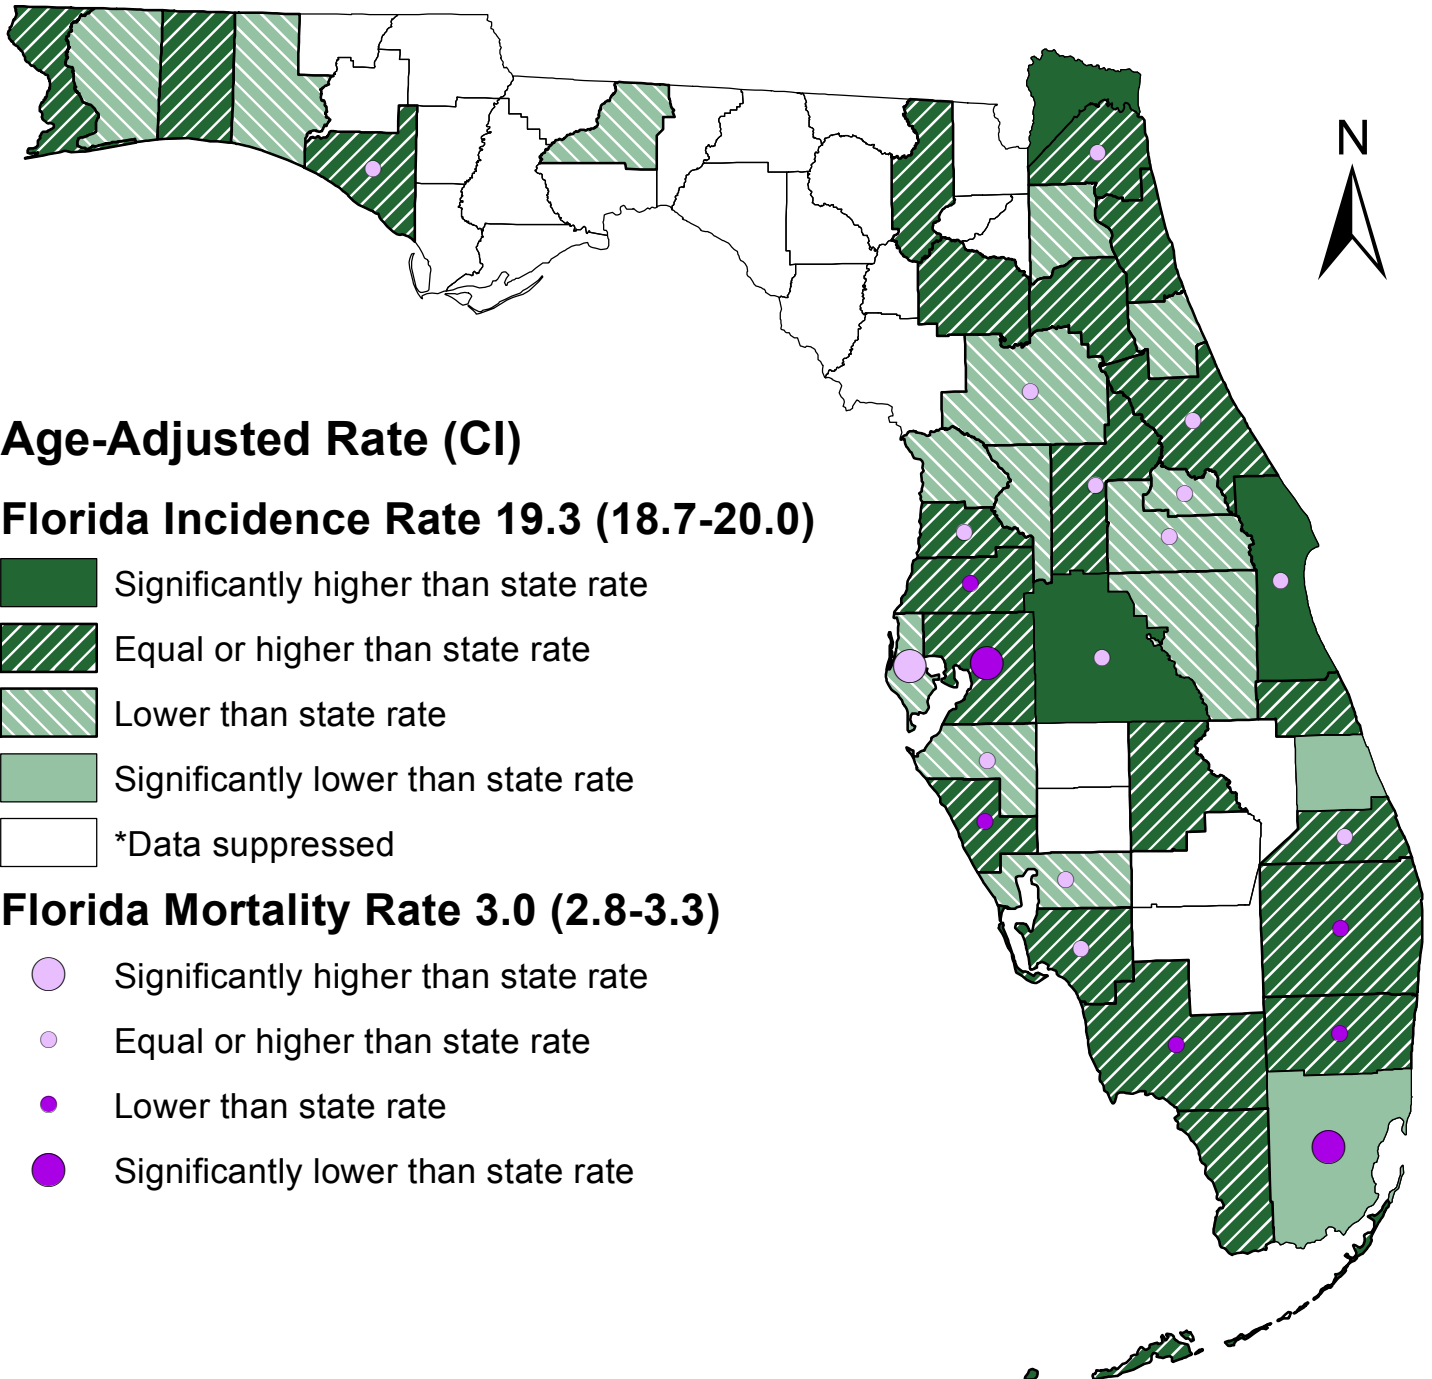 N
Age-Adjusted Rate (CI)
Florida Incidence Rate 19.3 (18.7-20.0)
Significantly higher than state rate
Equal or higher than state rate
Lower than state rate
Significantly lower than state rate
*Data suppressed
Florida Mortality Rate 3.0 (2.8-3.3)
Significantly higher than state rate
Equal or higher than state rate
Lower than state rate
Significantly lower than state rate